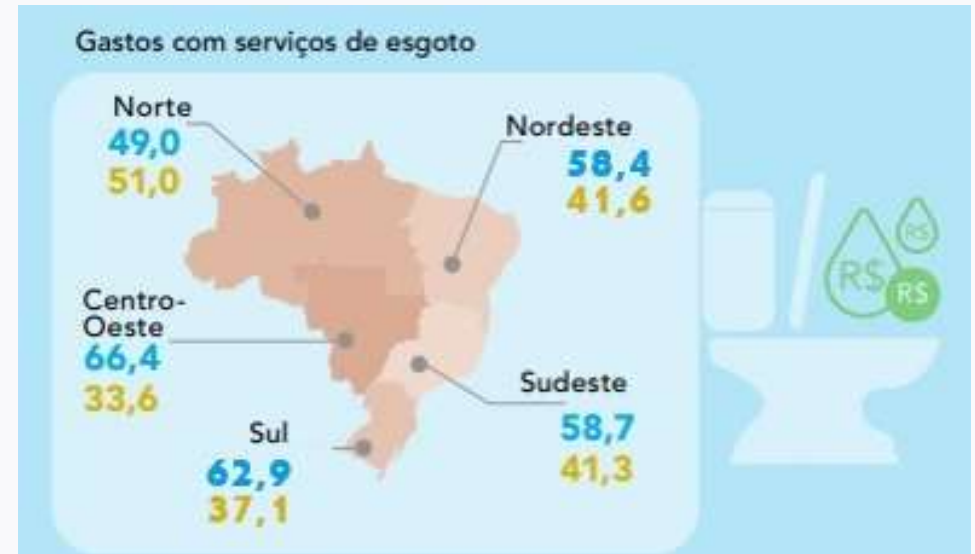 Gastos com serviços de esgoto
Norte
49,0
51,0
Nordeste
58,4
41,6
R$
R$
R$
Centro-
Oeste
66,4
33,6
Sudeste
58,7
41,3
Sul
62,9
37,1